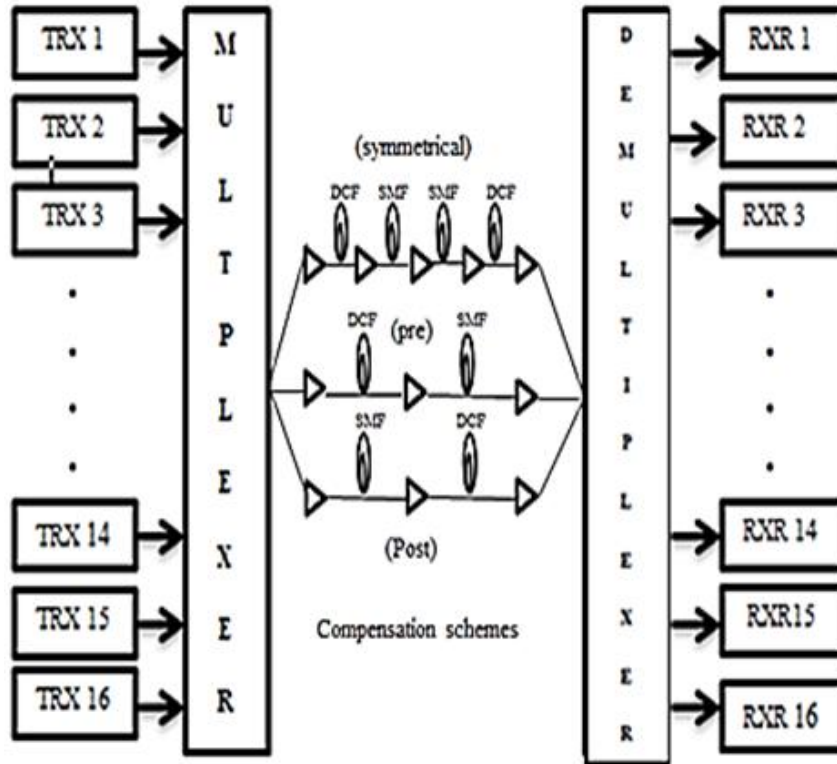 TRX 1
TRX 2
TRX 3
TRX 14
TRX 15
TRX 16
M
U
L
T
P
L
E
X
E
R
(symmetrical)
DCF SMF SMF DCF
DCF (pre) SMF
SMF DCF
(Post)
Compensation schemes
D
E
M
U
L
T
I
P
L
E
X
E
R
RXR 1
RXR 2
RXR 3
RXR 14
RXR15
RXR 16